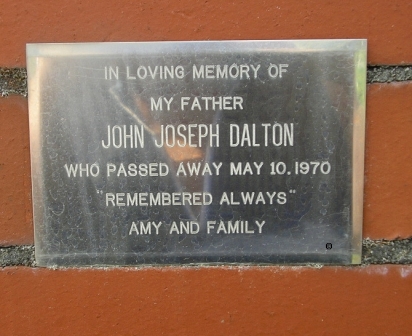 IN LOVING MEMORY OF
MY FATHER
JOHN JOSEPH DALTON
WHO PASSED AWAY MAY 10.1970
"REMEMBERED ALWAYS"
AMY AND FAMILY